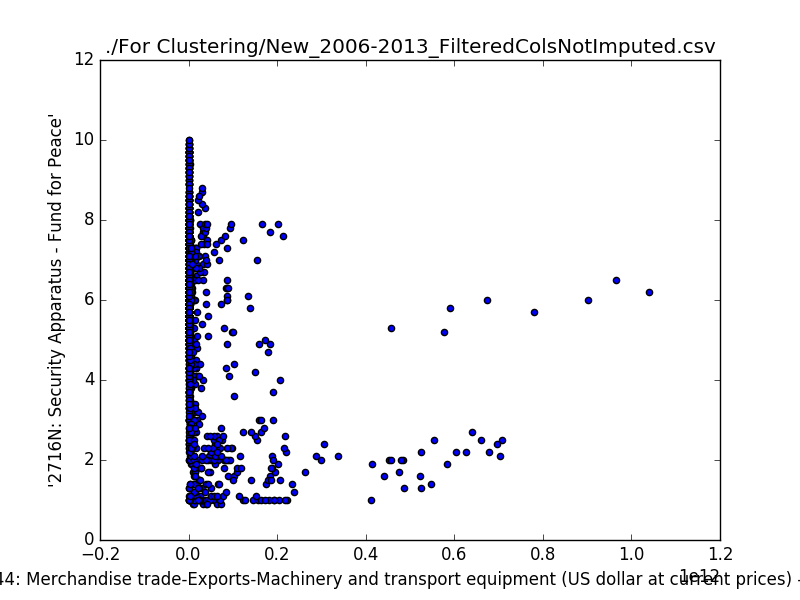 ./For Clustering/New_2006-2013_FilteredColsNotImputed.csv
12
10
8
6
4
2
0
'2716N: Security Apparatus - Fund for Peace'
−0.2 0.0 0.2 0.4 0.6 0.8 1.0 1.2
1e12
44: Merchandise trade-Exports-Machinery and transport equipment (US dollar at current prices) -